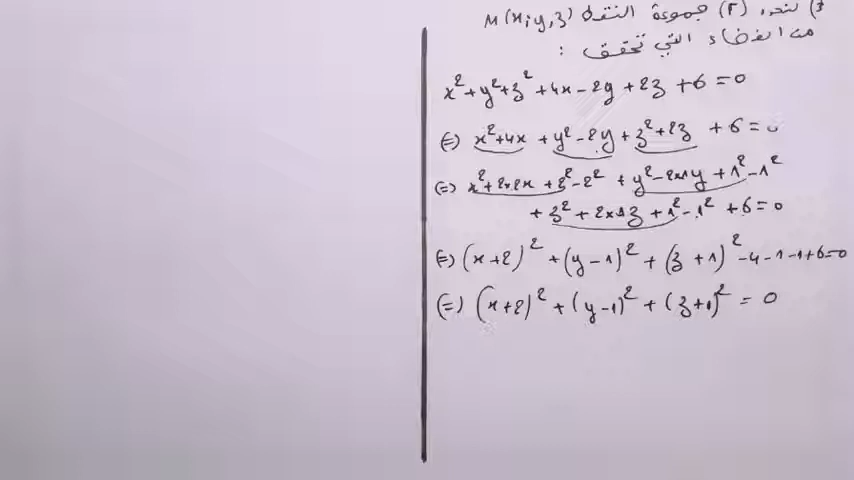 3) لنحدد (Γ) مجموعة النقط M(x;y,z)
من الفضاء التي تحقق :
x² + y² + z² + 4x - 2y + 2z + 6 = 0
(=) x² + 4x + y² - 2y + z² + 2z + 6 = 0
(=) x² + 2×2x + 2² - 2² + y² - 2×1y + 1² - 1²
+ z² + 2×1z + 1² - 1² + 6 = 0
(=) (x+2)² + (y-1)² + (z+1)² - 4 - 1 - 1 + 6 = 0
(=) (x+2)² + (y-1)² + (z+1)² = 0